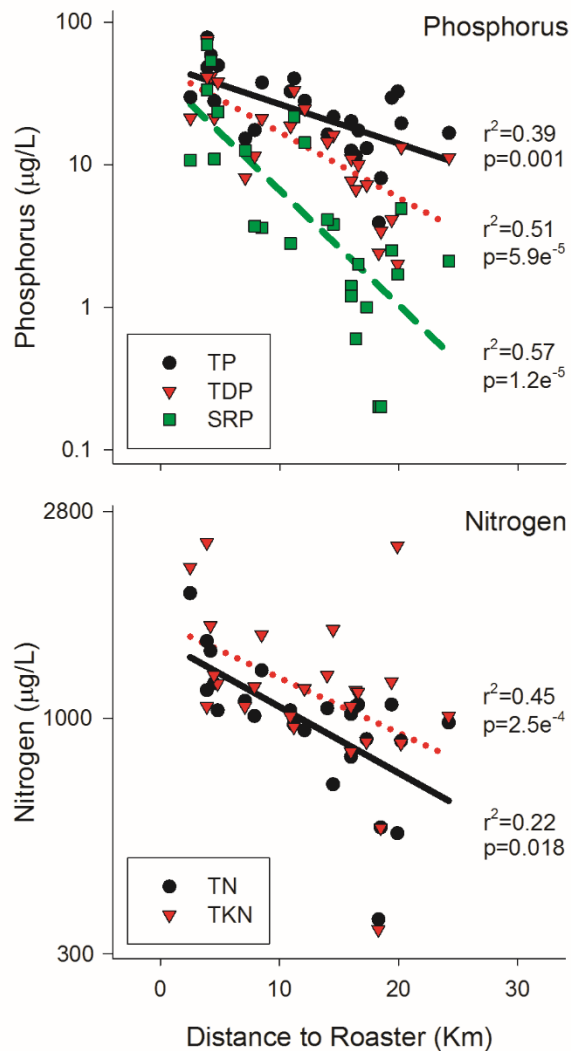 Phosphorus
100
10
1
0.1
Phosphorus (μg/L)
r²=0.39
p=0.001
r²=0.51
p=5.9e⁻⁵
r²=0.57
p=1.2e⁻⁵
TP
TDP
SRP
Nitrogen
2800
1000
300
Nitrogen (μg/L)
r²=0.45
p=2.5e⁻⁴
r²=0.22
p=0.018
TN
TKN
0 10 20 30
Distance to Roaster (Km)